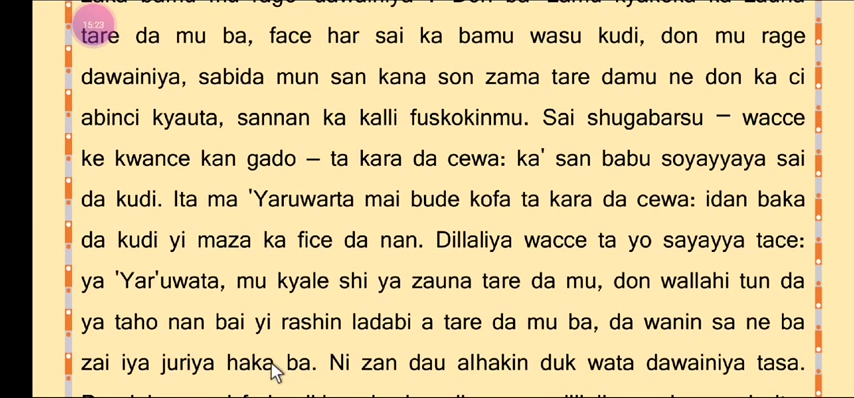 15:23
tare da mu ba, face har sai ka bamu wasu kudi, don mu rage
dawainiya, sabida mun san kana son zama tare damu ne don ka ci
abinci kyauta, sannan ka kalli fuskokinmu. Sai shugabarsu – wacce
ke kwance kan gado – ta kara da cewa: ka' san babu soyayyaya sai
da kudi. Ita ma 'Yaruwarta mai bude kofa ta kara da cewa: idan baka
da kudi yi maza ka fice da nan. Dillaliya wacce ta yo sayayya tace:
ya 'Yar'uwata, mu kyale shi ya zauna tare da mu, don wallahi tun da
ya taho nan bai yi rashin ladabi a tare da mu ba, da wanin sa ne ba
zai iya juriya haka ba. Ni zan dau alhakin duk wata dawainiya tasa.